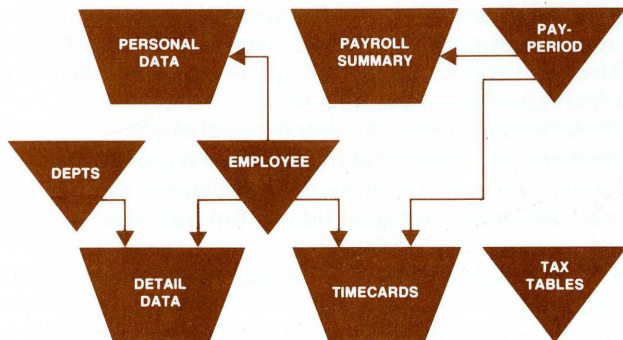 PERSONAL
DATA
PAYROLL
SUMMARY
PAY-
PERIOD
DEPTS
EMPLOYEE
DETAIL
DATA
TIMECARDS
TAX
TABLES